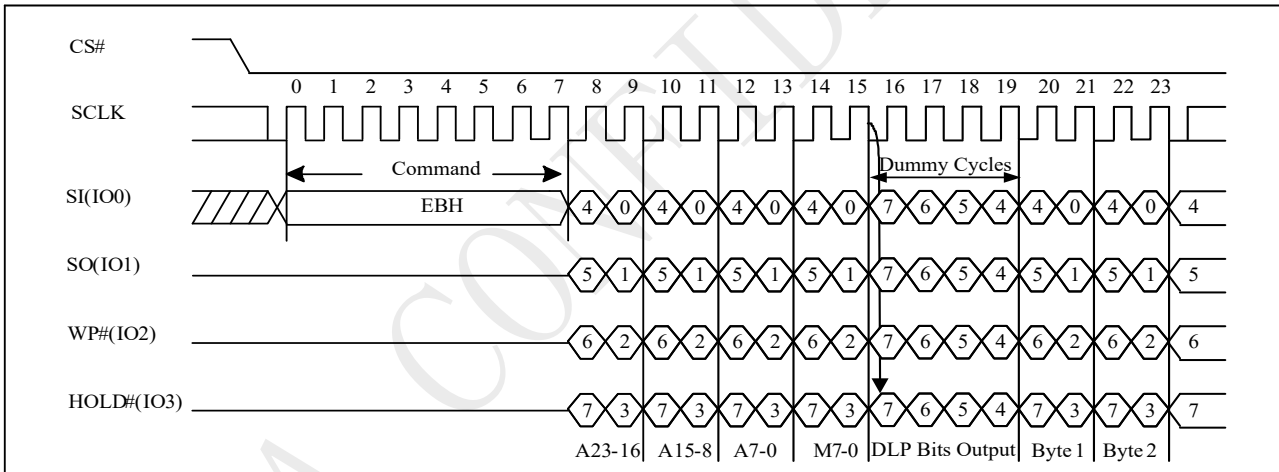 CS#
0 1 2 3 4 5 6 7 8 9 10 11 12 13 14 15 16 17 18 19 20 21 22 23
SCLK
Command
Dummy Cycles
SI(IO0)
EBH
4 0 4 0 4 0 4 0 7 6 5 4 4 0 4 0 4
SO(IO1)
5 1 5 1 5 1 5 1 7 6 5 4 5 1 5 1 5
WP#(IO2)
6 2 6 2 6 2 6 2 7 6 5 4 6 2 6 2 6
HOLD#(IO3)
7 3 7 3 7 3 7 3 7 6 5 4 7 3 7 3 7
A23-16 A15-8 A7-0 M7-0 DLP Bits Output Byte1 Byte2